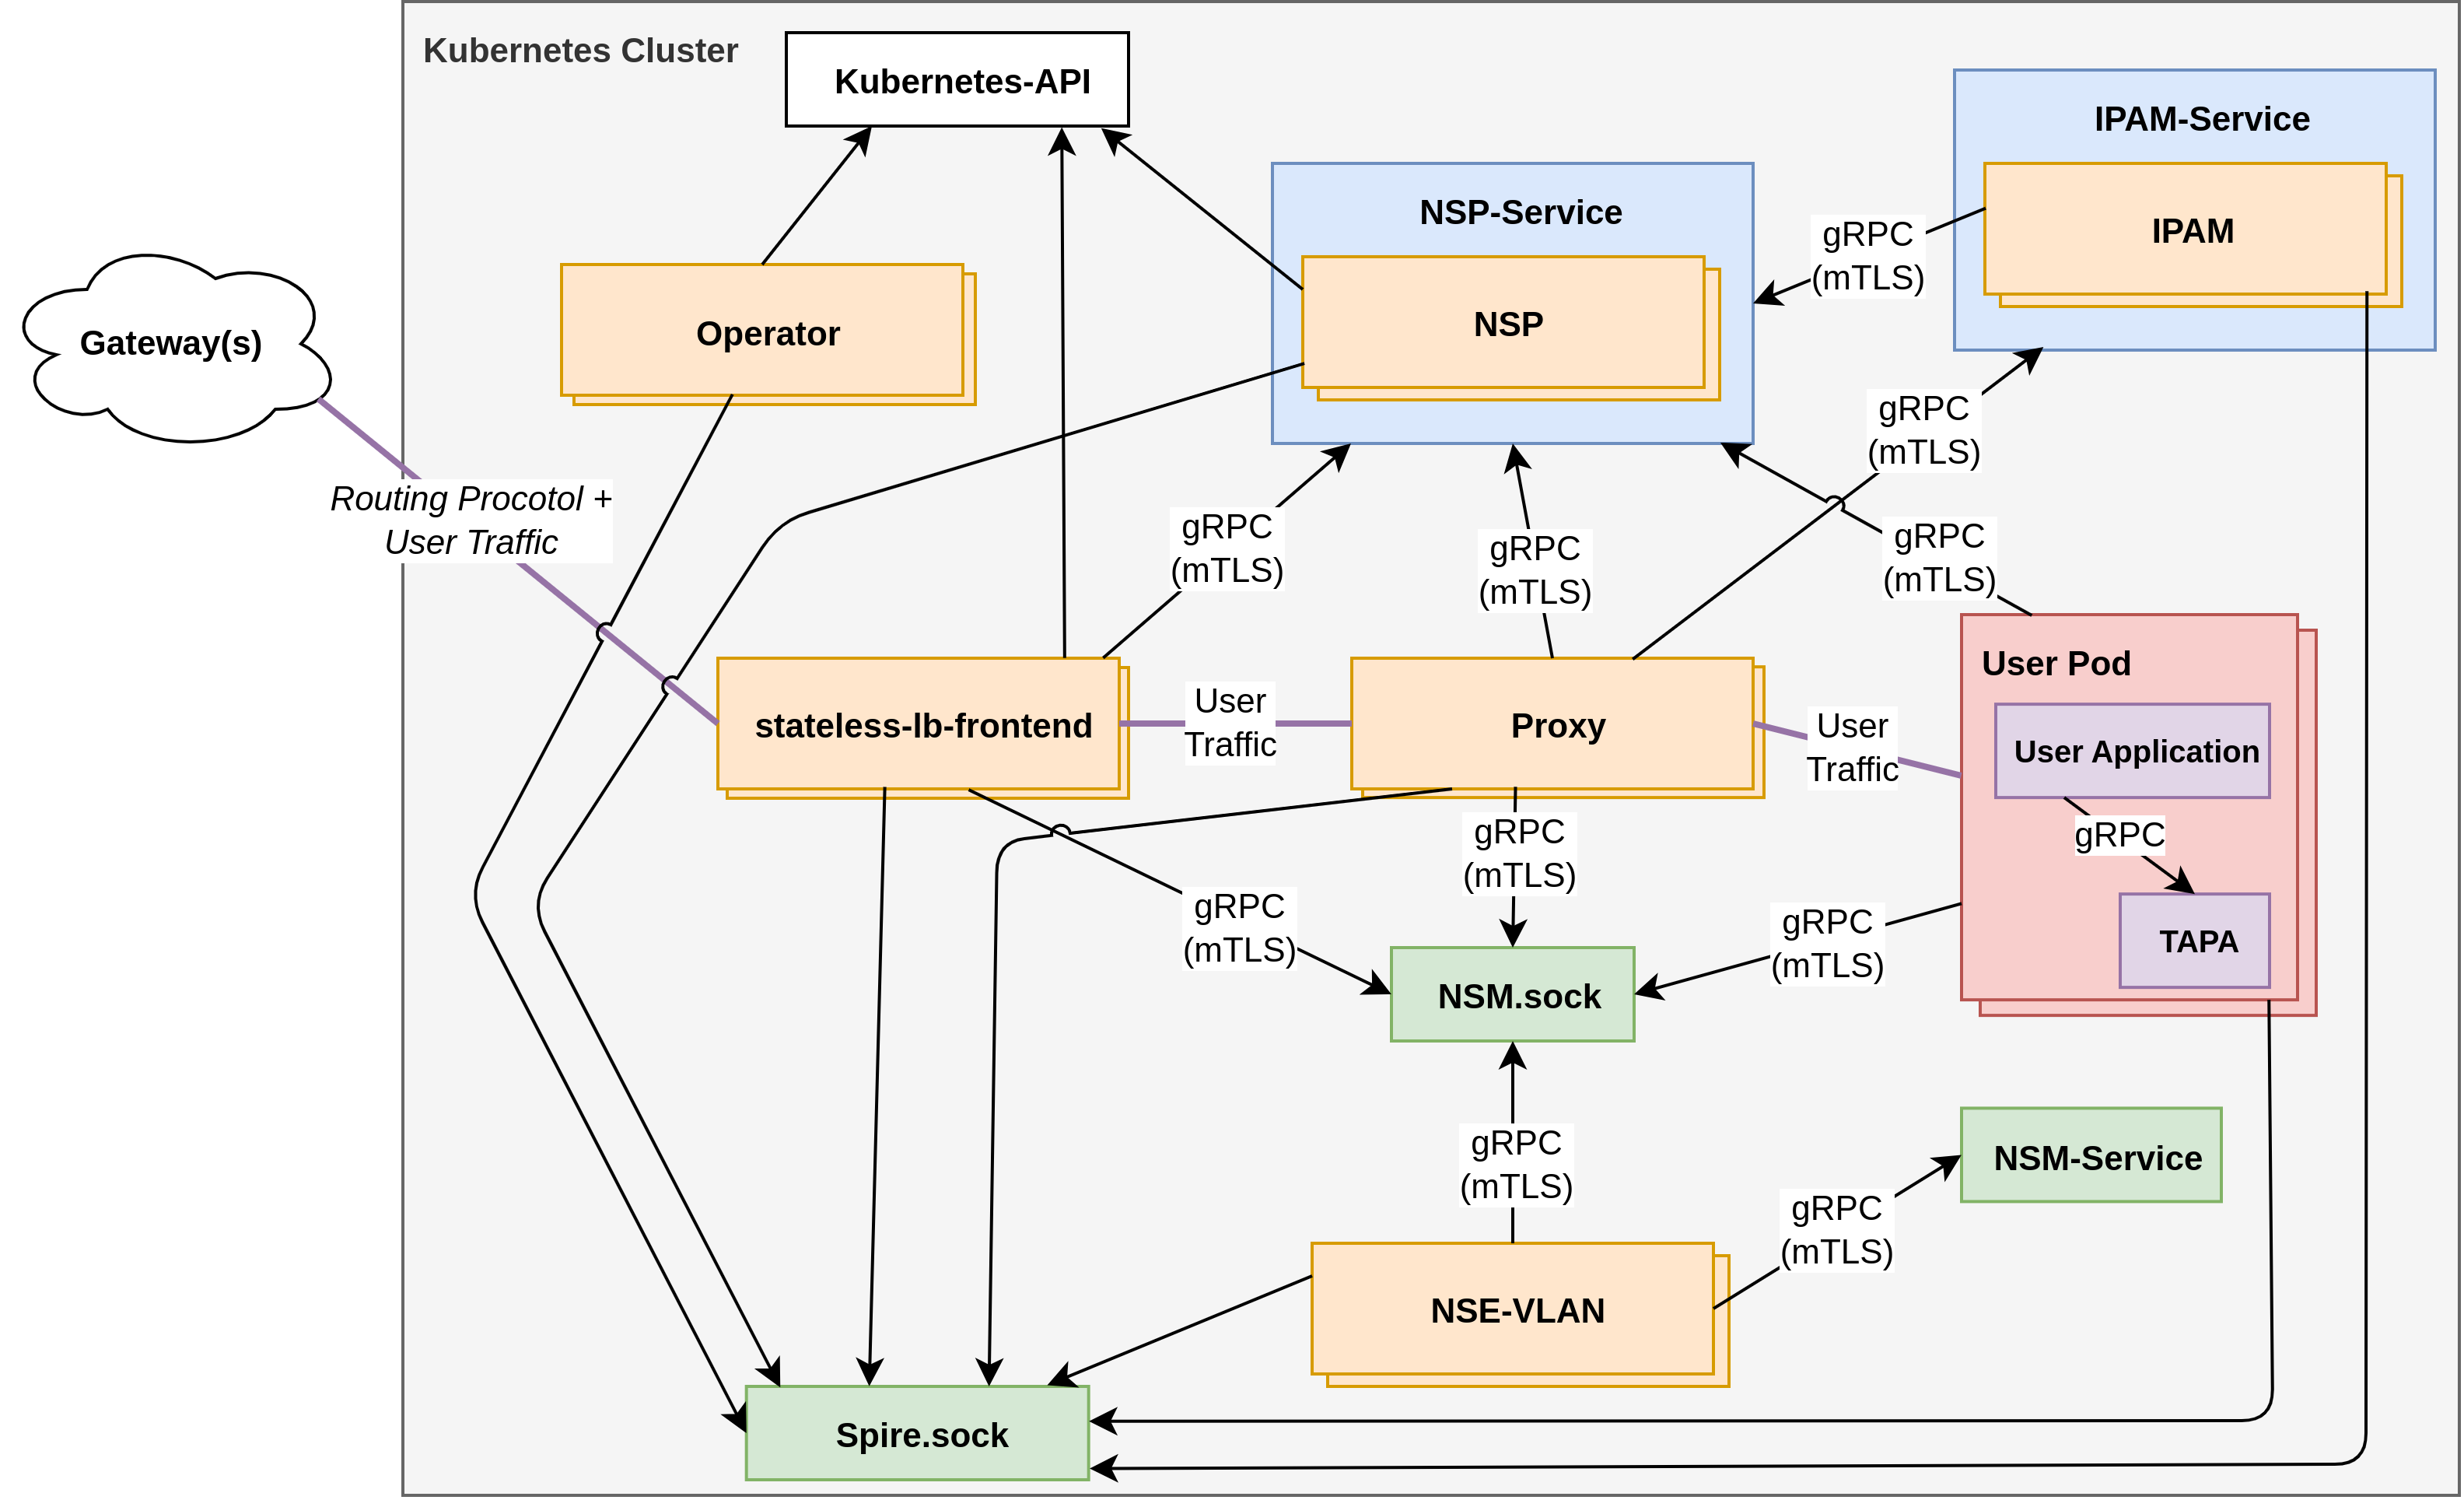 Kubernetes Cluster
Kubernetes-API
IPAM-Service
IPAM
NSP-Service
NSP
gRPC
(mTLS)
Operator
Gateway(s)
Routing Procotol +
User Traffic
gRPC
(mTLS)
gRPC
(mTLS)
gRPC
(mTLS)
gRPC
(mTLS)
stateless-lb-frontend
User
Traffic
Proxy
User
Traffic
User Pod
User Application
gRPC
TAPA
gRPC
(mTLS)
gRPC
(mTLS)
gRPC
(mTLS)
NSM.sock
gRPC
(mTLS)
NSM-Service
gRPC
(mTLS)
NSE-VLAN
Spire.sock